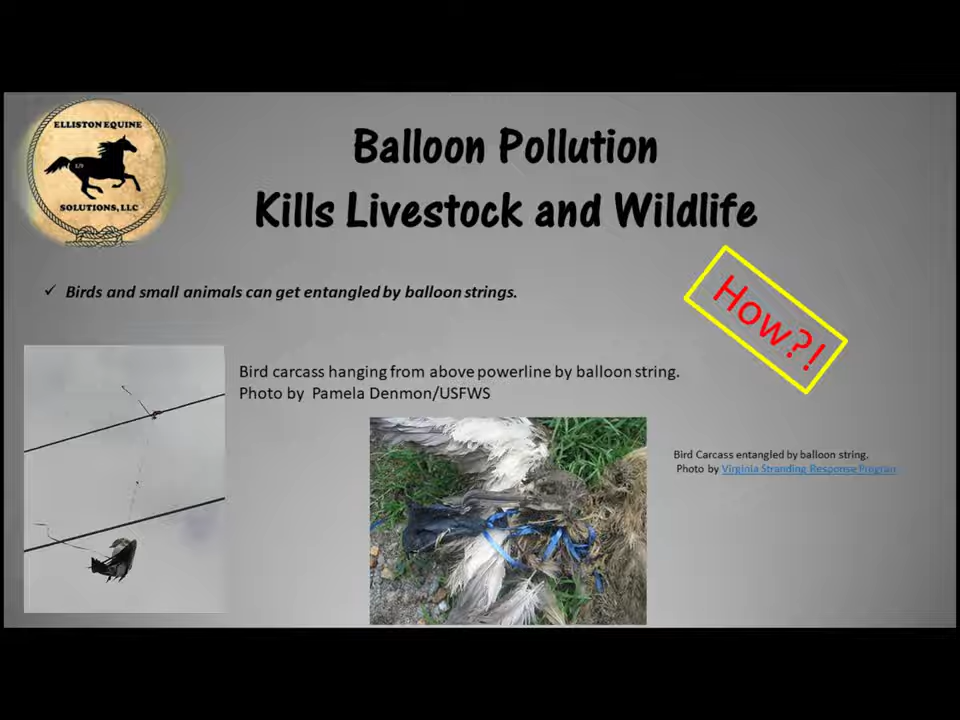 ELLISTON EQUINE
SOLUTIONS, LLC
Balloon Pollution
Kills Livestock and Wildlife
✓ Birds and small animals can get entangled by balloon strings.
How?!
Bird carcass hanging from above powerline by balloon string.
Photo by Pamela Denmon/USFWS
Bird Carcass entangled by balloon string.
Photo by Virginia Stranding Response Program